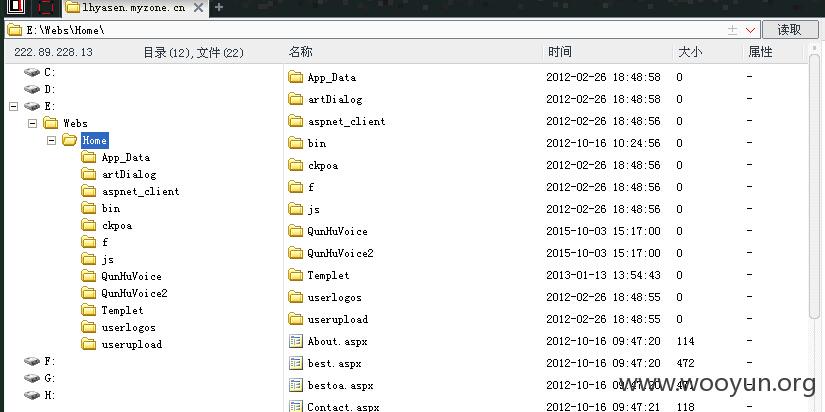 lhyasen.myzone.cn
E:\Webs\Home\ 读取
222.89.228.13 目录(12),文件(22) 名称 时间 大小 属性
C:
D:
E:
Webs
Home
App_Data
artDialog
aspnet_client
bin
ckpoa
f
js
QunHuVoice
QunHuVoice2
Templet
userlogos
userupload
F:
G:
H:
App_Data 2012-02-26 18:48:58 0 -
artDialog 2012-02-26 18:48:58 0 -
aspnet_client 2012-02-26 18:48:56 0 -
bin 2012-10-16 10:24:56 0 -
ckpoa 2012-02-26 18:48:56 0 -
f 2012-02-26 18:48:56 0 -
js 2012-02-26 18:48:56 0 -
QunHuVoice 2015-10-03 15:17:00 0 -
QunHuVoice2 2015-10-03 15:17:00 0 -
Templet 2013-01-13 13:54:43 0 -
userlogos 2012-02-26 18:48:55 0 -
userupload 2012-02-26 18:48:55 0 -
About.aspx 2012-10-16 09:47:20 114 -
best.aspx 2012-10-16 09:47:20 472 -
bestoa.aspx 2012-10-16 09:47:20
Contact.aspx 2012-10-16 09:47:21 118 -
www.wooyun.org